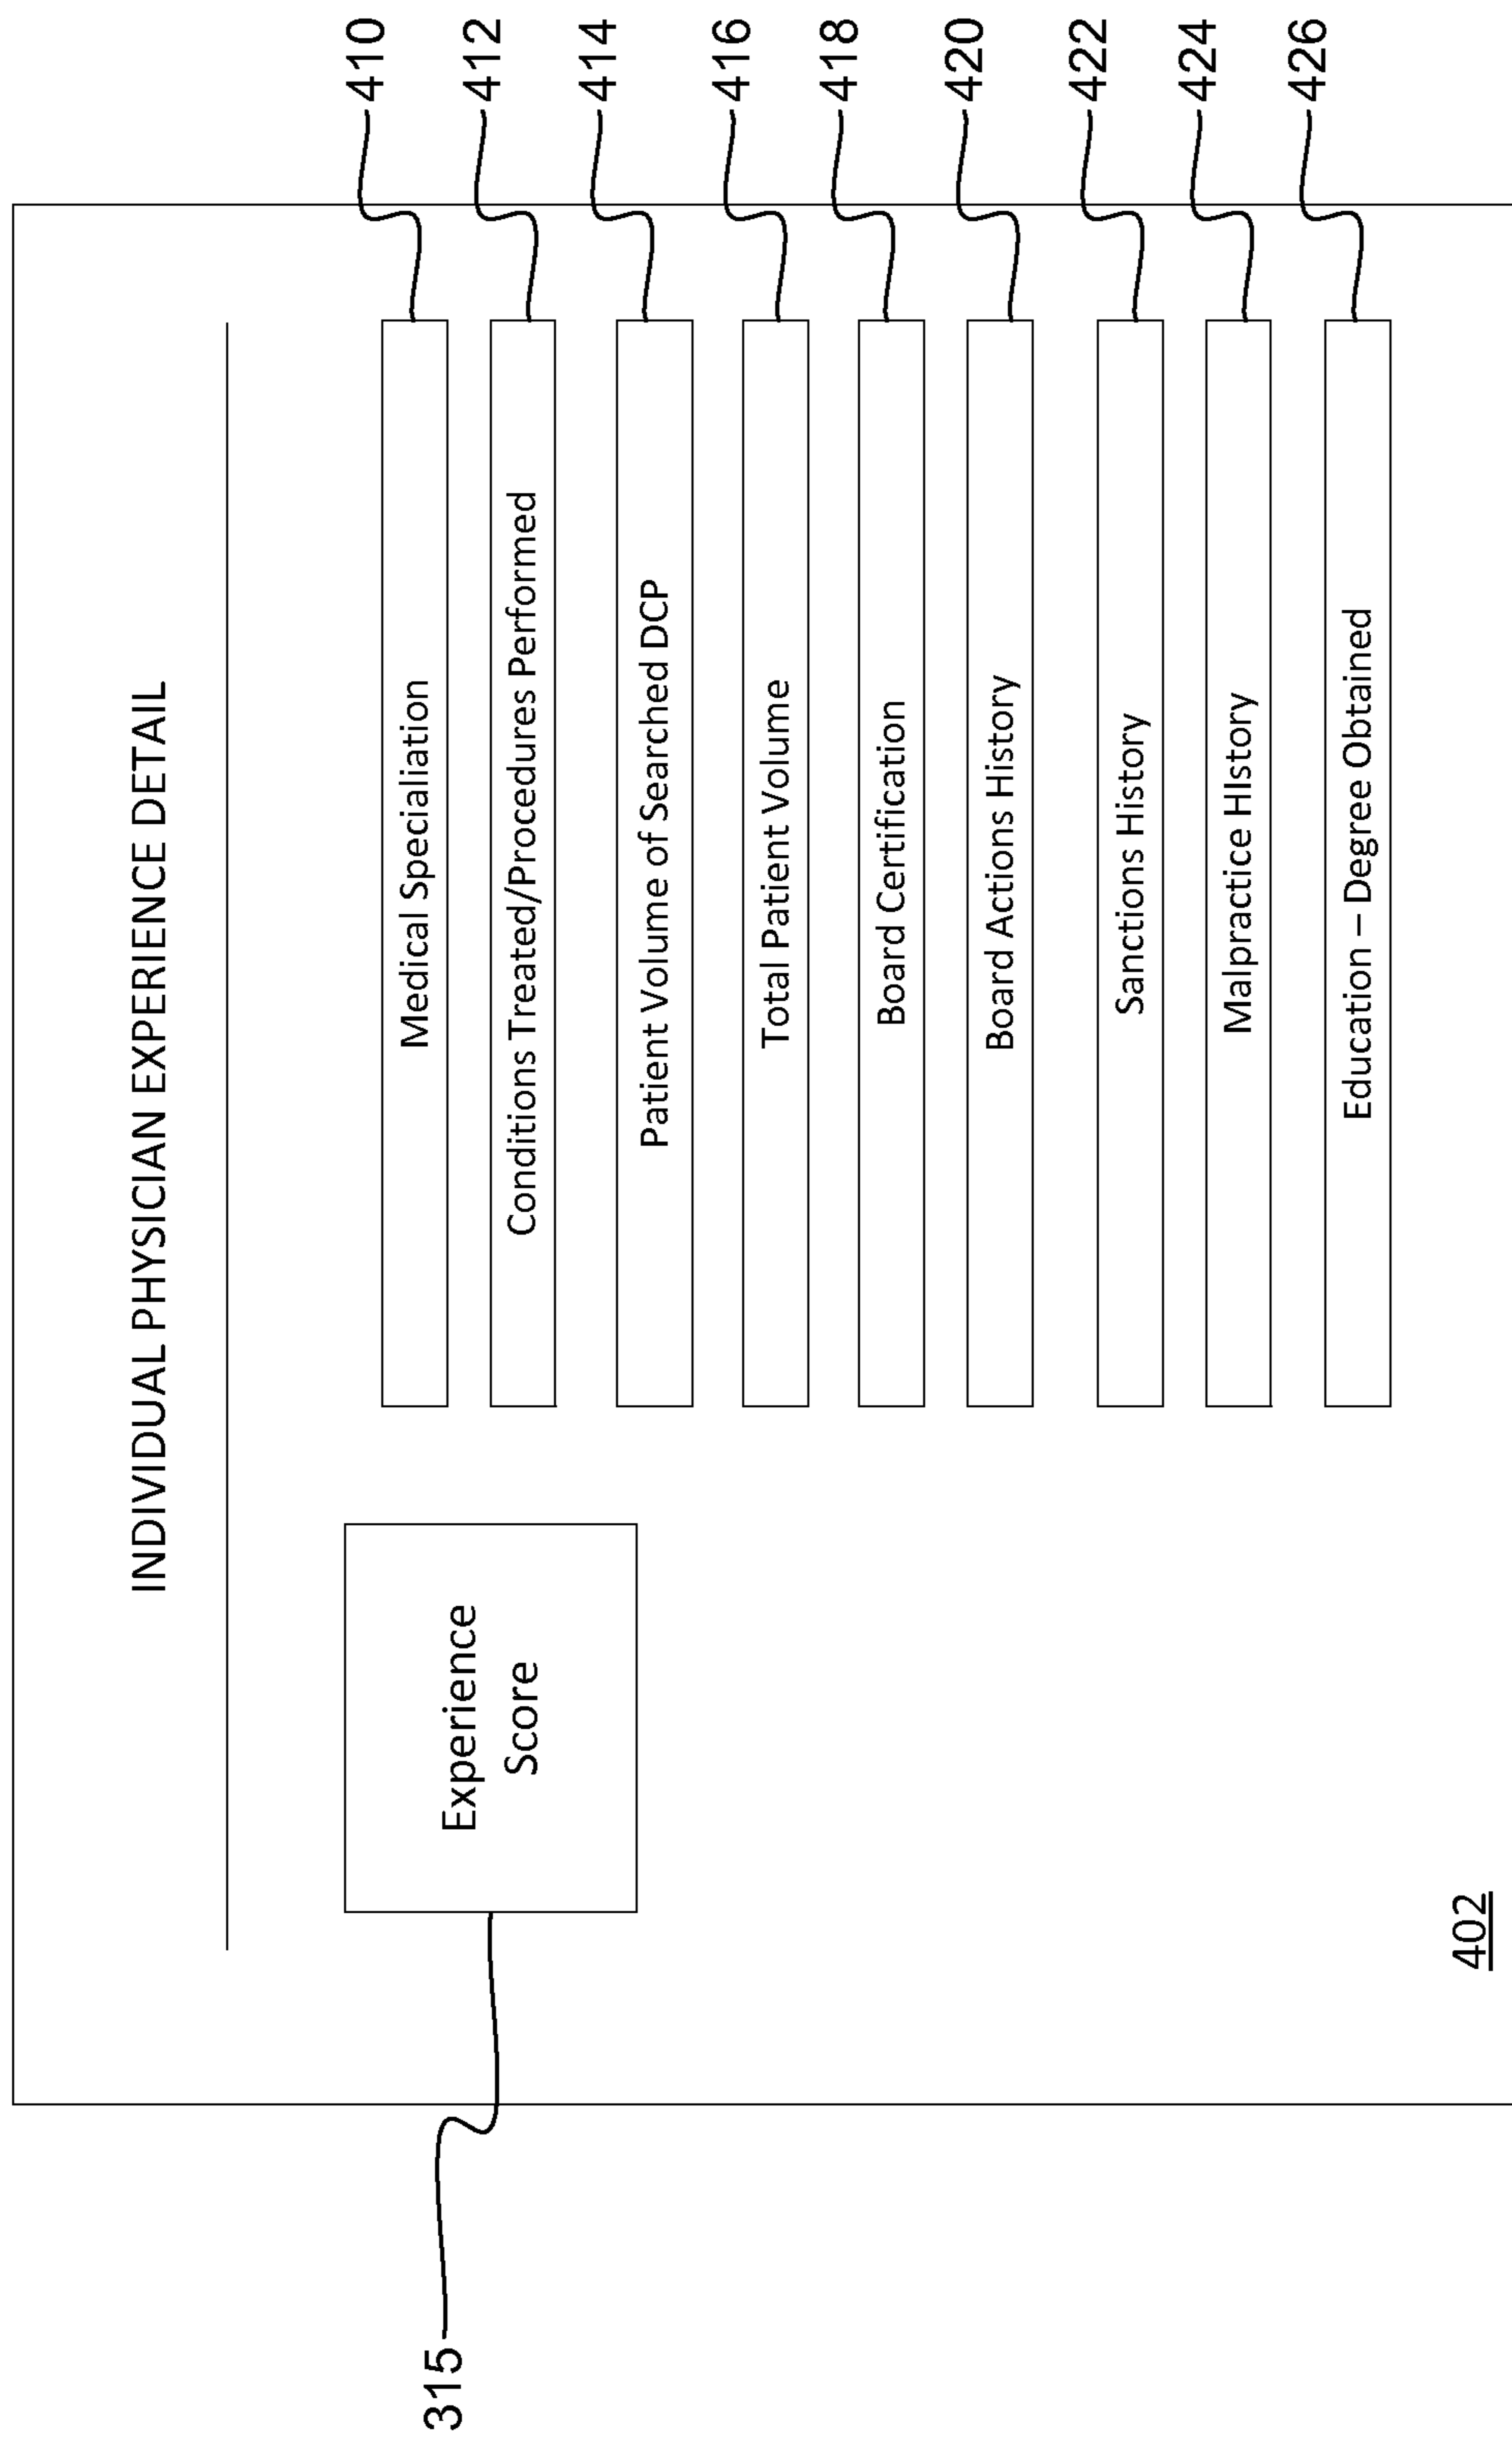 INDIVIDUAL PHYSICIAN EXPERIENCE DETAIL
315
Experience
Score
Medical Specialiation
410
Conditions Treated/Procedures Performed
412
Patient Volume of Searched DCP
414
Total Patient Volume
416
Board Certification
418
Board Actions History
420
Sanctions History
422
Malpractice HIstory
424
Education – Degree Obtained
426
402